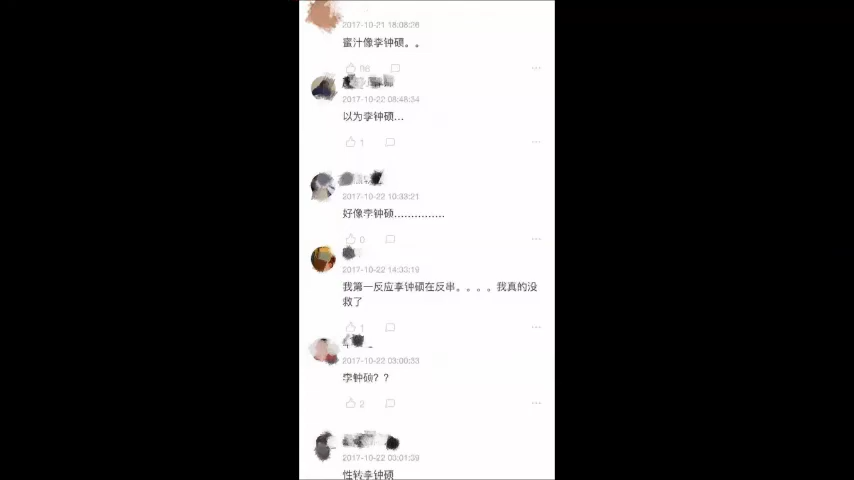 2017-10-21 18:08:26
蜜汁像李钟硕。。
86
2017-10-22 08:48:34
以为李钟硕...
1
2017-10-22 10:33:21
好像李钟硕...............
0
2017-10-22 14:33:19
我第一反应李钟硕在反串。。。。我真的没
救了
1
2017-10-22 03:00:53
李钟硕？？
2
2017-10-22 00:01:09
性转李钟硕